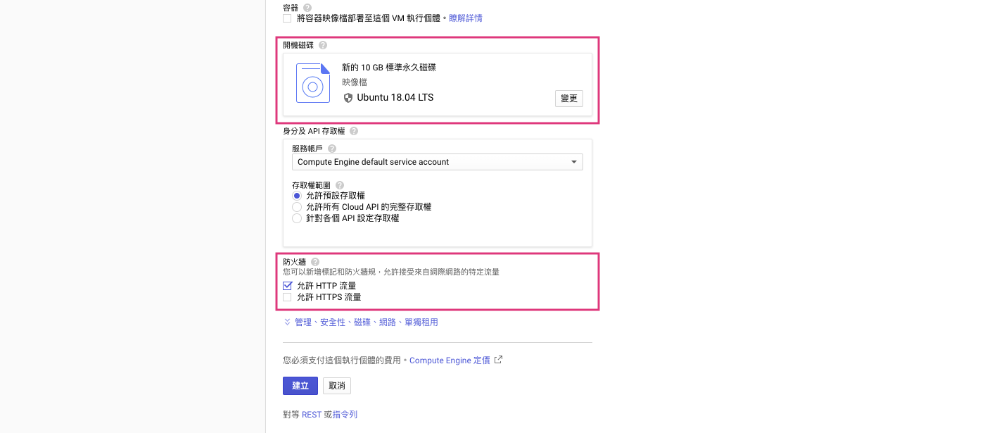 容器
將容器映像檔部署至這個 VM 執行個體。瞭解詳情
開機磁碟
新的 10 GB 標準永久磁碟
映像檔
Ubuntu 18.04 LTS
變更
身分及 API 存取權
服務帳戶
Compute Engine default service account
存取權範圍
允許預設存取權
允許所有 Cloud API 的完整存取權
針對各個 API 設定存取權
防火牆
您可以新增標記和防火牆規，允許接受來自網際網路的特定流量
允許 HTTP 流量
允許 HTTPS 流量
管理、安全性、磁碟、網路、單獨租用
您必須支付這個執行個體的費用。Compute Engine 定價
建立 取消
對等 REST 或指令列